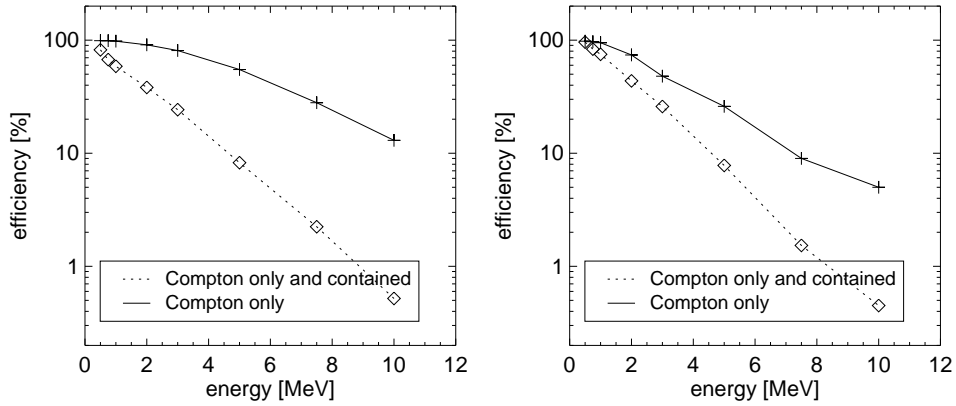 100
10
1
efficiency [%]
Compton only and contained
Compton only
0 2 4 6 8 10 12
energy [MeV]
100
10
1
efficiency [%]
Compton only and contained
Compton only
0 2 4 6 8 10 12
energy [MeV]